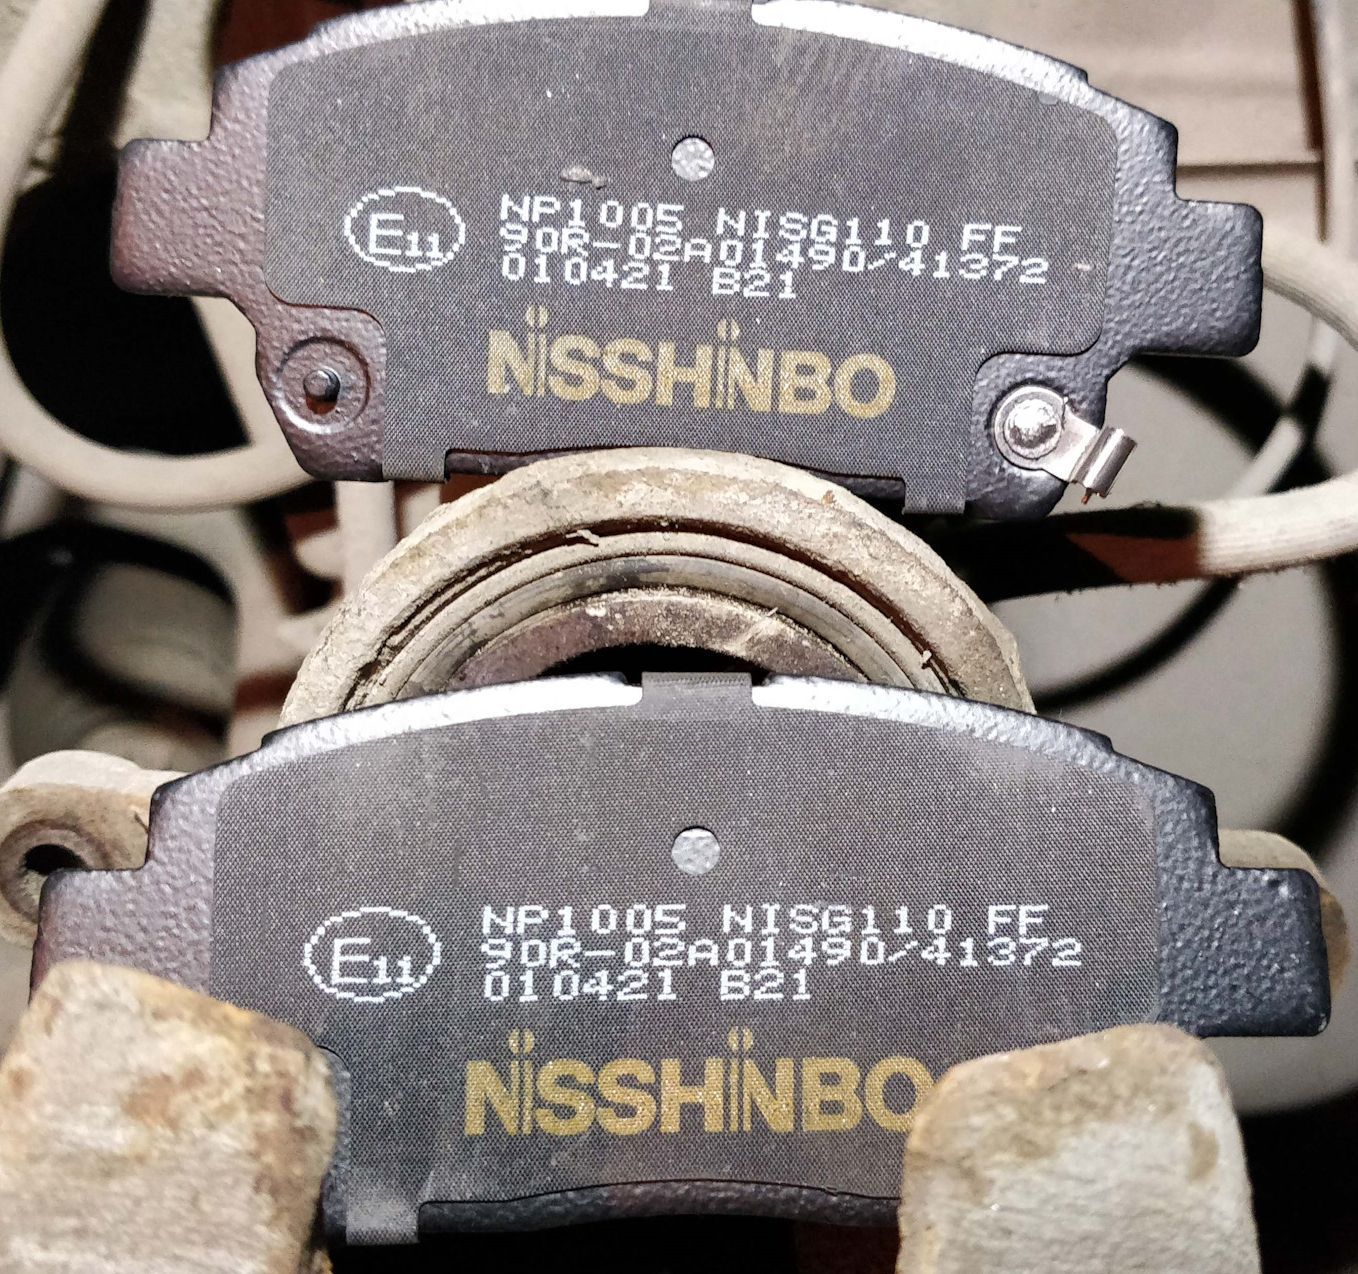 E11
NP1005 NISG110 FF
90R-02A01490/41372
010421 B21
NiSSHiNBO
E11
NP1005 NISG110 FF
90R-02A01490/41372
010421 B21
NiSSHiNBO